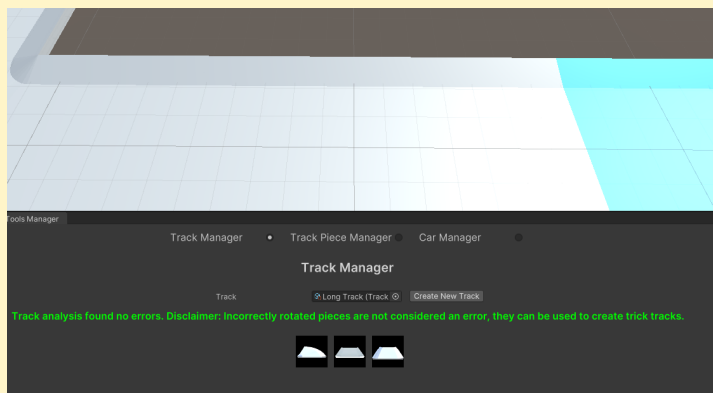 Tools Manager
Track Manager Track Piece Manager Car Manager
Track Manager
Track Long Track (Track Create New Track
Track analysis found no errors. Disclaimer: Incorrectly rotated pieces are not considered an error, they can be used to create trick tracks.